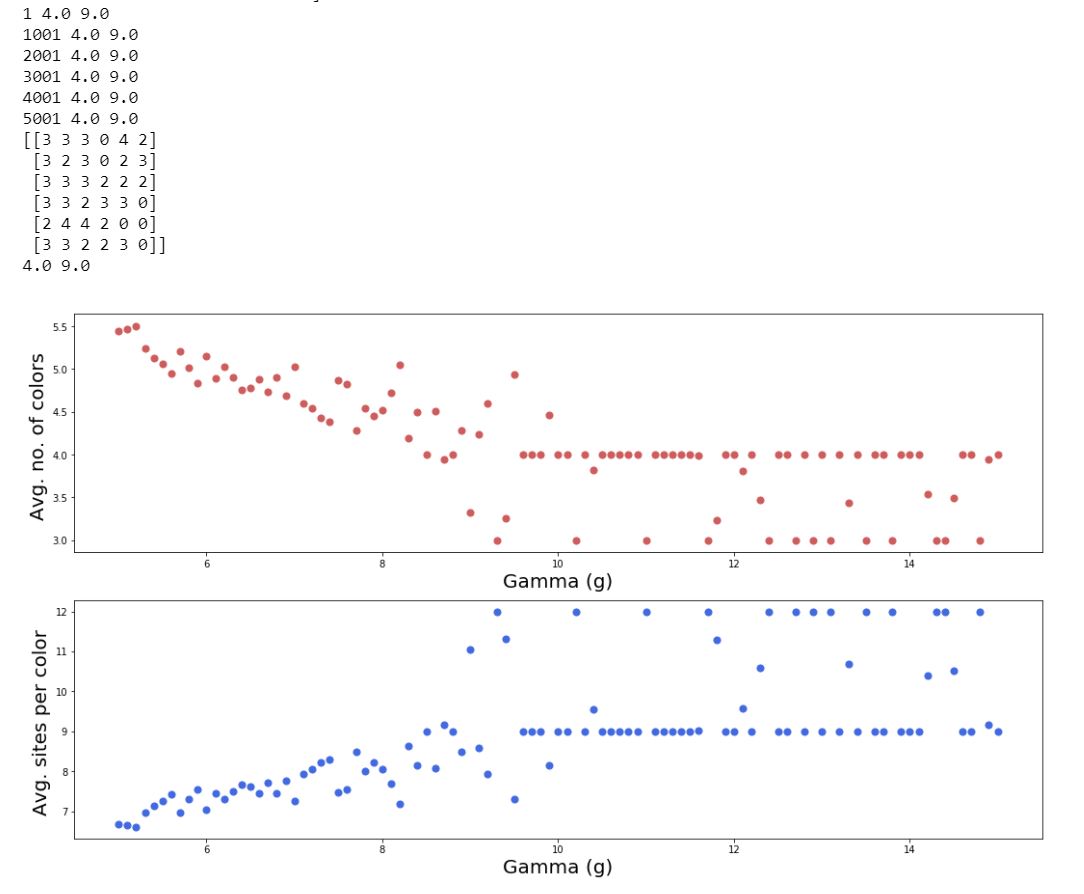 1 4.0 9.0
1001 4.0 9.0
2001 4.0 9.0
3001 4.0 9.0
4001 4.0 9.0
5001 4.0 9.0
[[3 3 3 0 4 2]
[3 2 3 0 2 3]
[3 3 3 2 2 2]
[3 3 2 3 3 0]
[2 4 4 2 0 0]
[3 3 2 2 3 0]]
4.0 9.0
Avg. no. of colors
5.5
5.0
4.5
4.0
3.5
3.0
6 8 10 12 14
Gamma (g)
Avg. sites per color
12
11
10
9
8
7
6 8 10 12 14
Gamma (g)